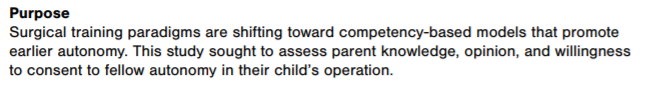 Purpose
Surgical training paradigms are shifting toward competency-based models that promote
earlier autonomy. This study sought to assess parent knowledge, opinion, and willingness
to consent to fellow autonomy in their child's operation.